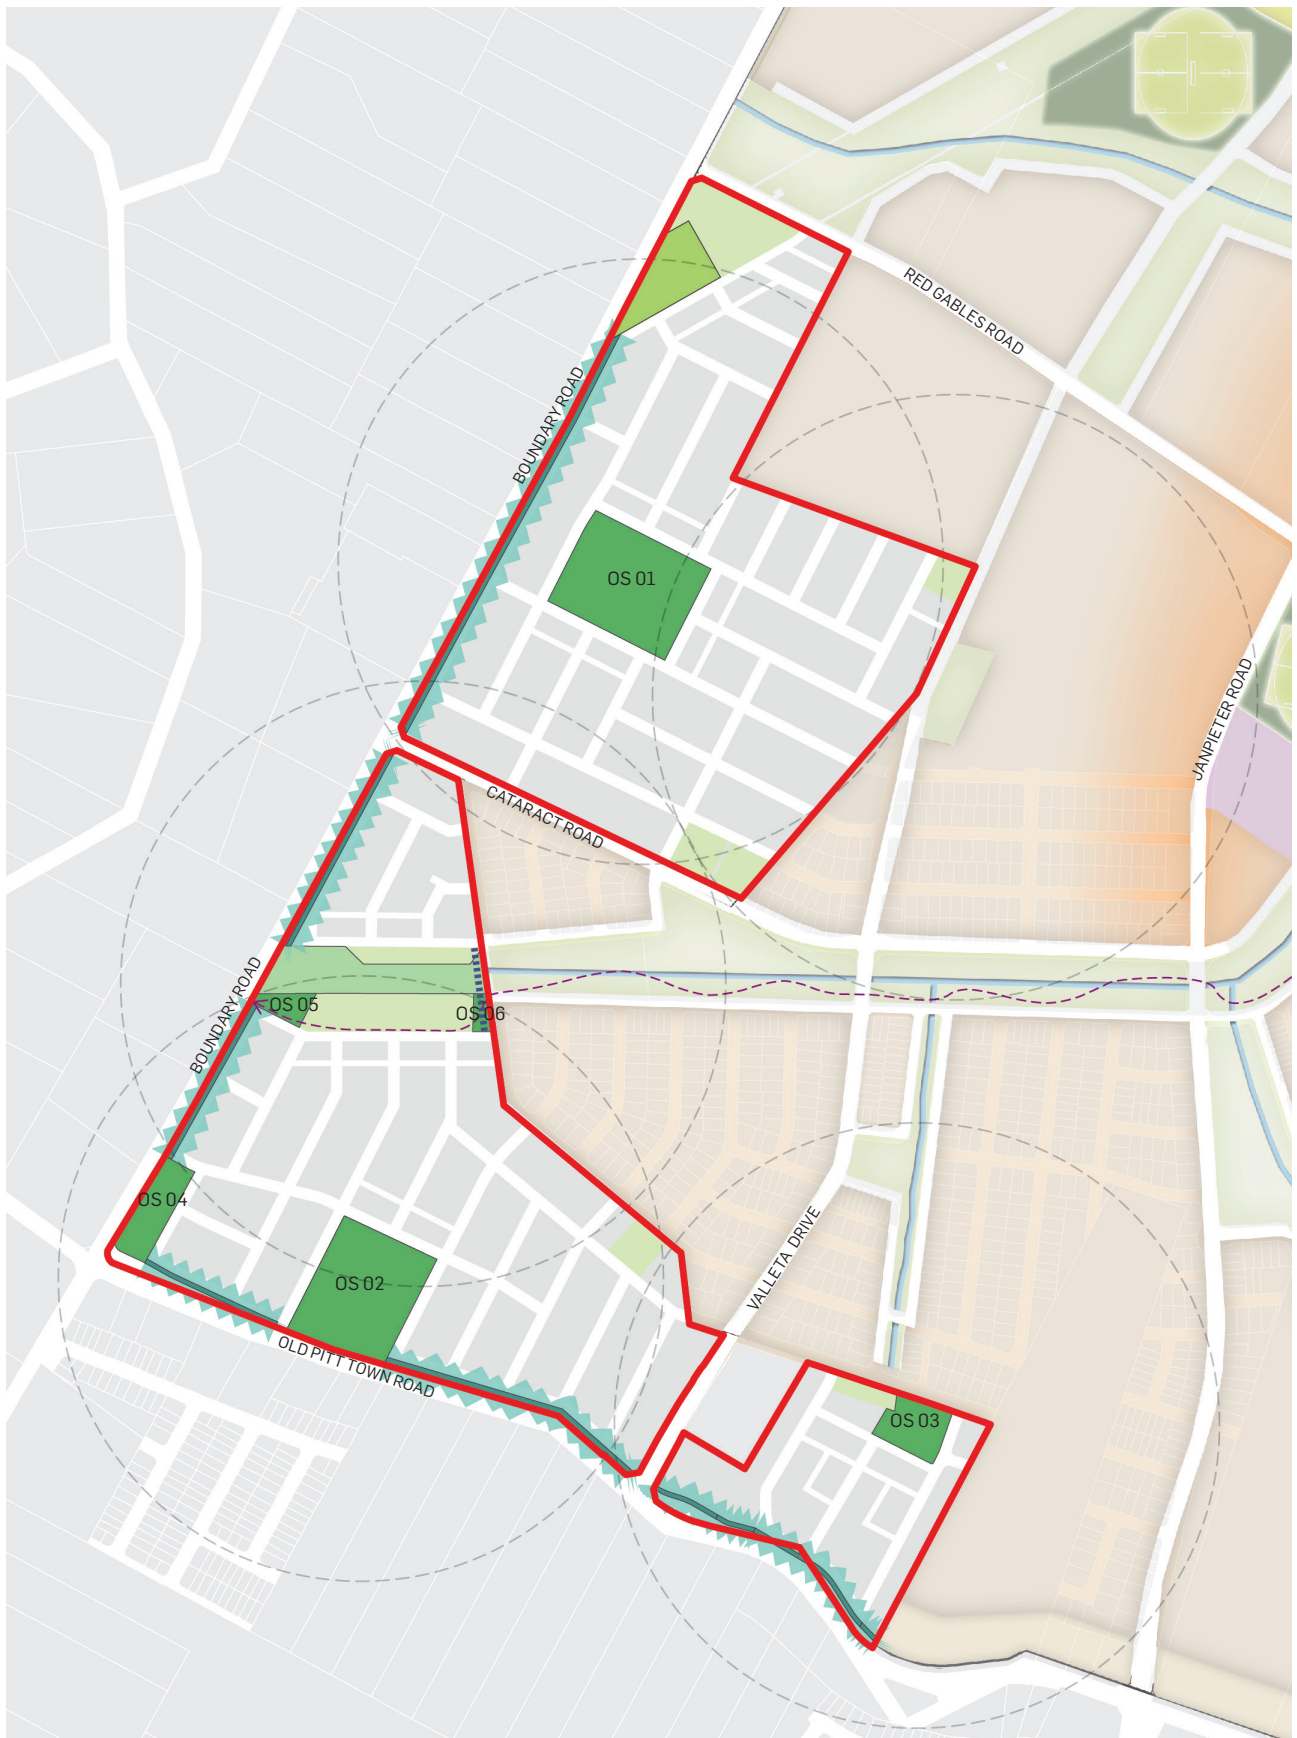 RED GABLES ROAD
BOUNDARY ROAD
OS 01
JANPIETER ROAD
CATARACT ROAD
BOUNDARY ROAD
OS 05
OS 06
OS 04
VALLETA DRIVE
OS 02
OLD PITT TOWN ROAD
OS 03